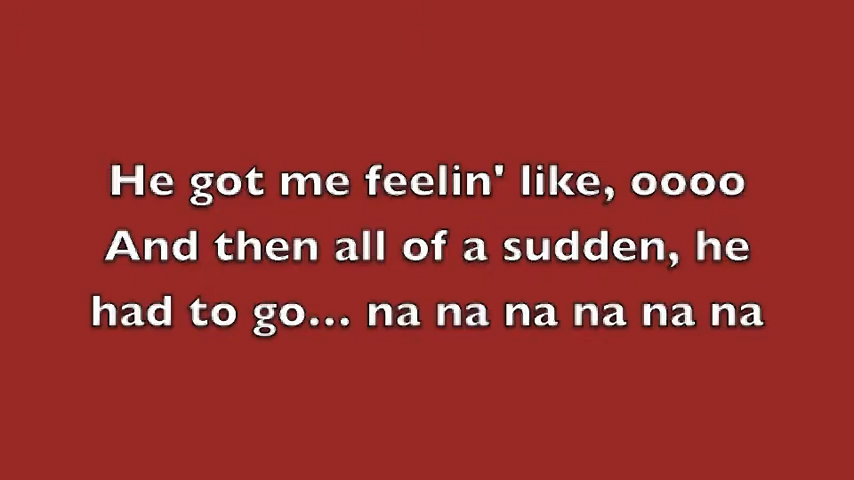 He got me feelin' like, oooo
And then all of a sudden, he
had to go... na na na na na na